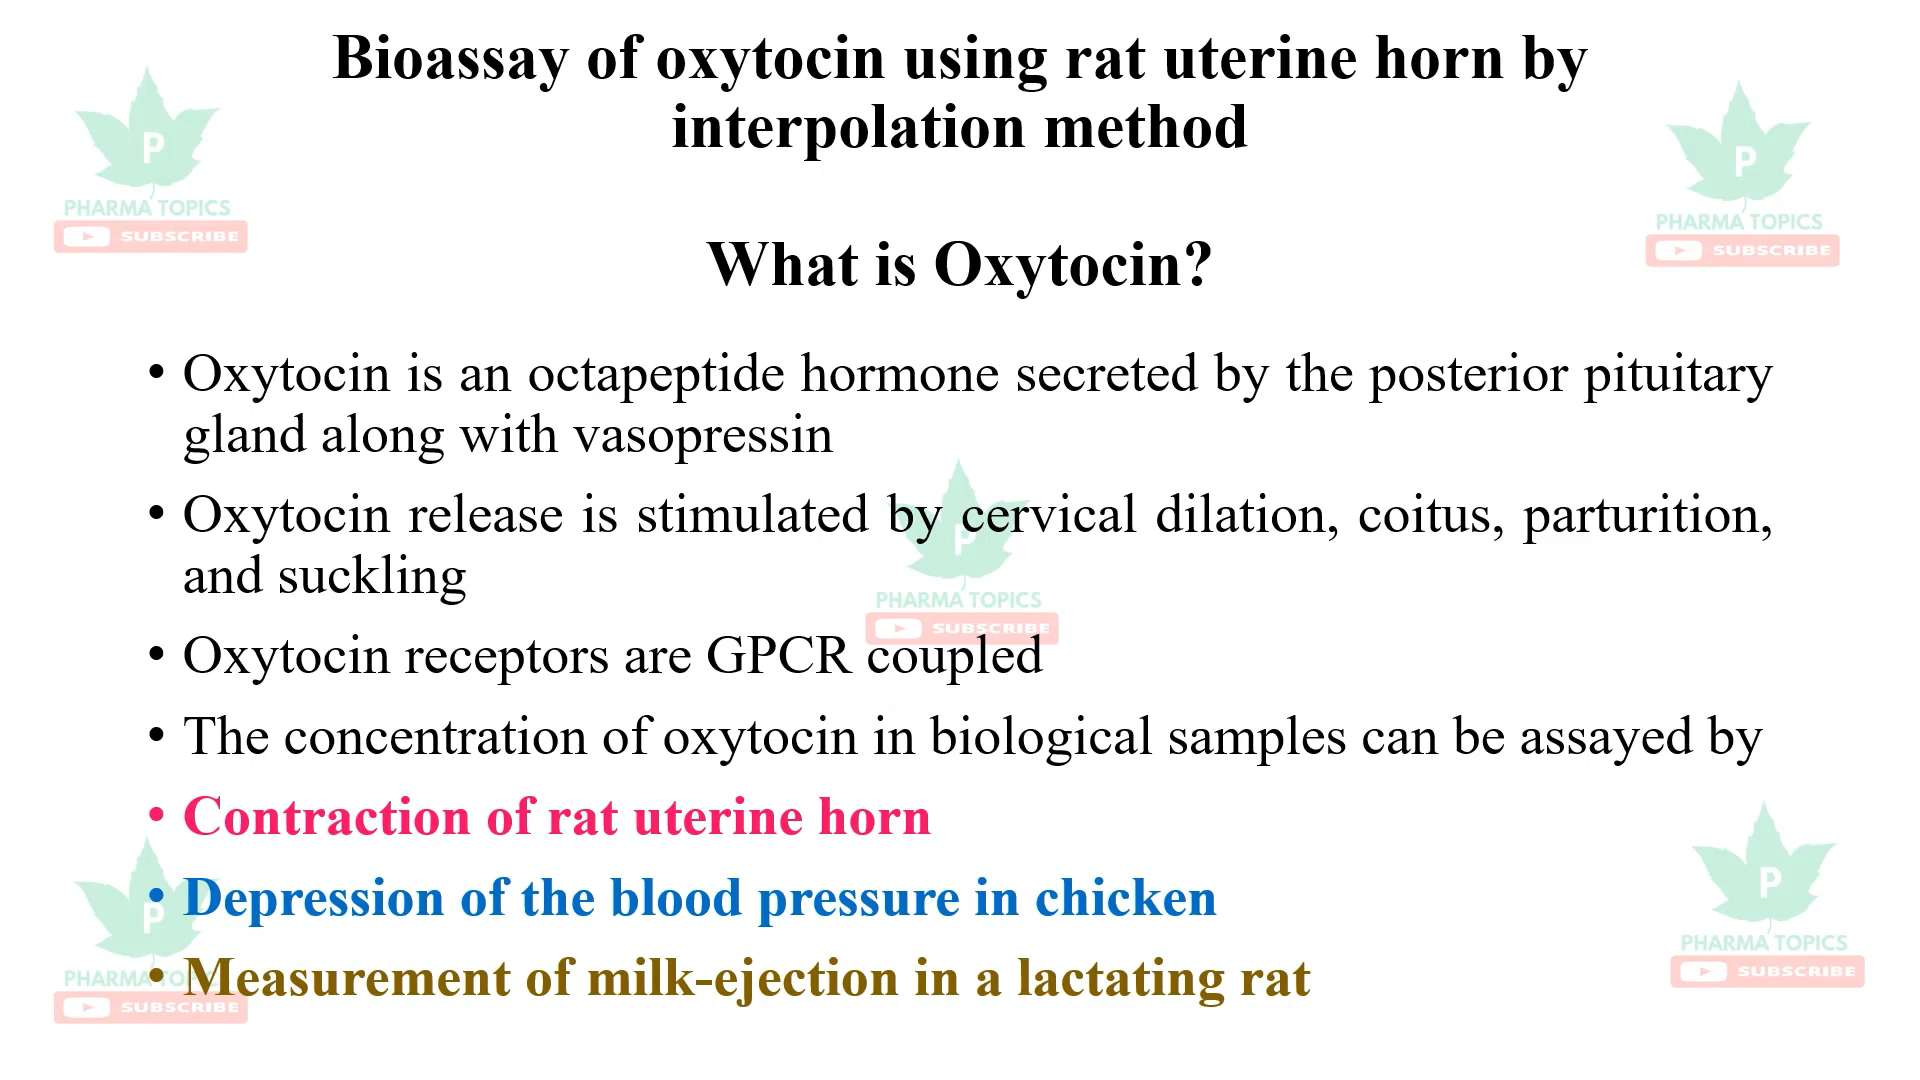 Bioassay of oxytocin using rat uterine horn by
interpolation method
P
PHARMA TOPICS
SUBSCRIBE
P
PHARMA TOPICS
SUBSCRIBE
What is Oxytocin?
• Oxytocin is an octapeptide hormone secreted by the posterior pituitary
gland along with vasopressin
• Oxytocin release is stimulated by cervical dilation, coitus, parturition,
and suckling
P
PHARMA TOPICS
SUBSCRIBE
• Oxytocin receptors are GPCR coupled
• The concentration of oxytocin in biological samples can be assayed by
• Contraction of rat uterine horn
• Depression of the blood pressure in chicken
• Measurement of milk-ejection in a lactating rat
P
PHARMA TOPICS
SUBSCRIBE
P
PHARMA TOPICS
SUBSCRIBE